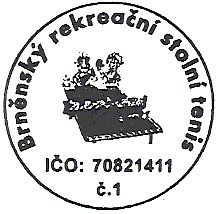 Brněnský rekreační stolní tenis
IČO: 70821411
č.1